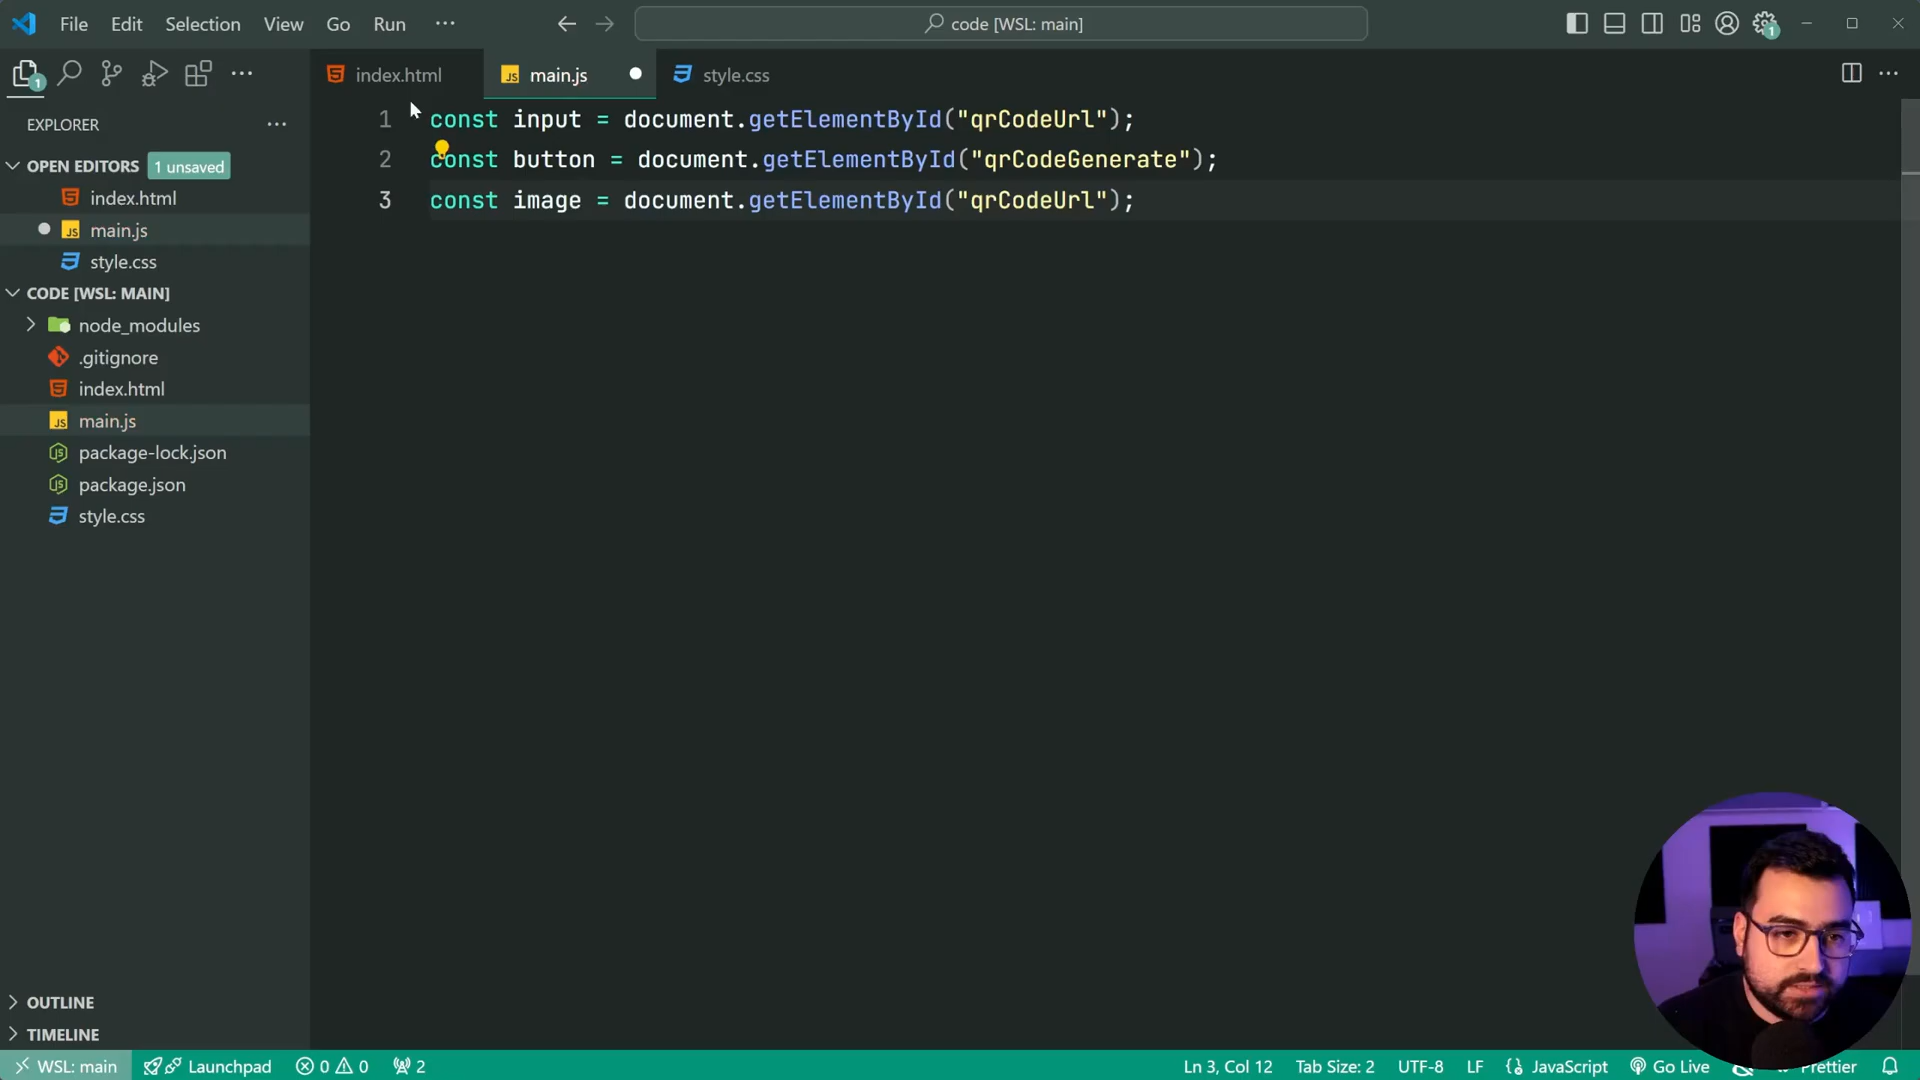 File Edit Selection View Go Run ···
code [WSL: main]
1
1
index.html
main.js
style.css
EXPLORER
OPEN EDITORS 1 unsaved
index.html
main.js
style.css
CODE [WSL: MAIN]
node_modules
.gitignore
index.html
main.js
package-lock.json
package.json
style.css
OUTLINE
TIMELINE
1 const input = document.getElementById("qrCodeUrl");
2 const button = document.getElementById("qrCodeGenerate");
3 const image = document.getElementById("qrCodeUrl");
WSL: main Launchpad 0 0 2 Ln 3, Col 12 Tab Size: 2 UTF-8 LF {} JavaScript Go Live Prettier